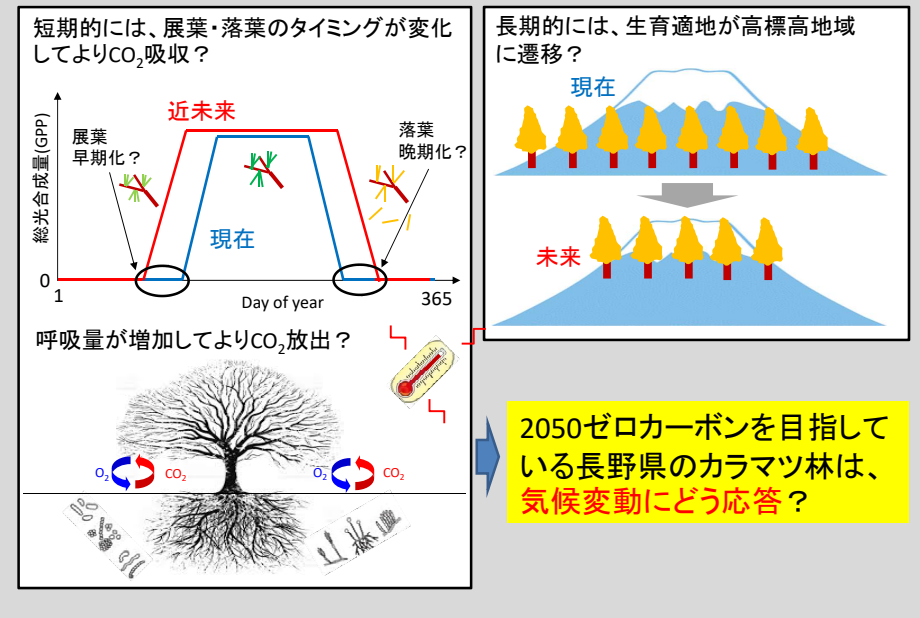 短期的には、展葉・落葉のタイミングが変化
してよりCO₂吸収？
総光合成量(GPP)
近未来
展葉
早期化？
落葉
晩期化？
現在
0
1
Day of year
365
呼吸量が増加してよりCO₂放出？
O₂
CO₂
O₂
CO₂
長期的には、生育適地が高標高地域
に遷移？
現在
未来
2050ゼロカーボンを目指して
いる長野県のカラマツ林は、
気候変動にどう応答？